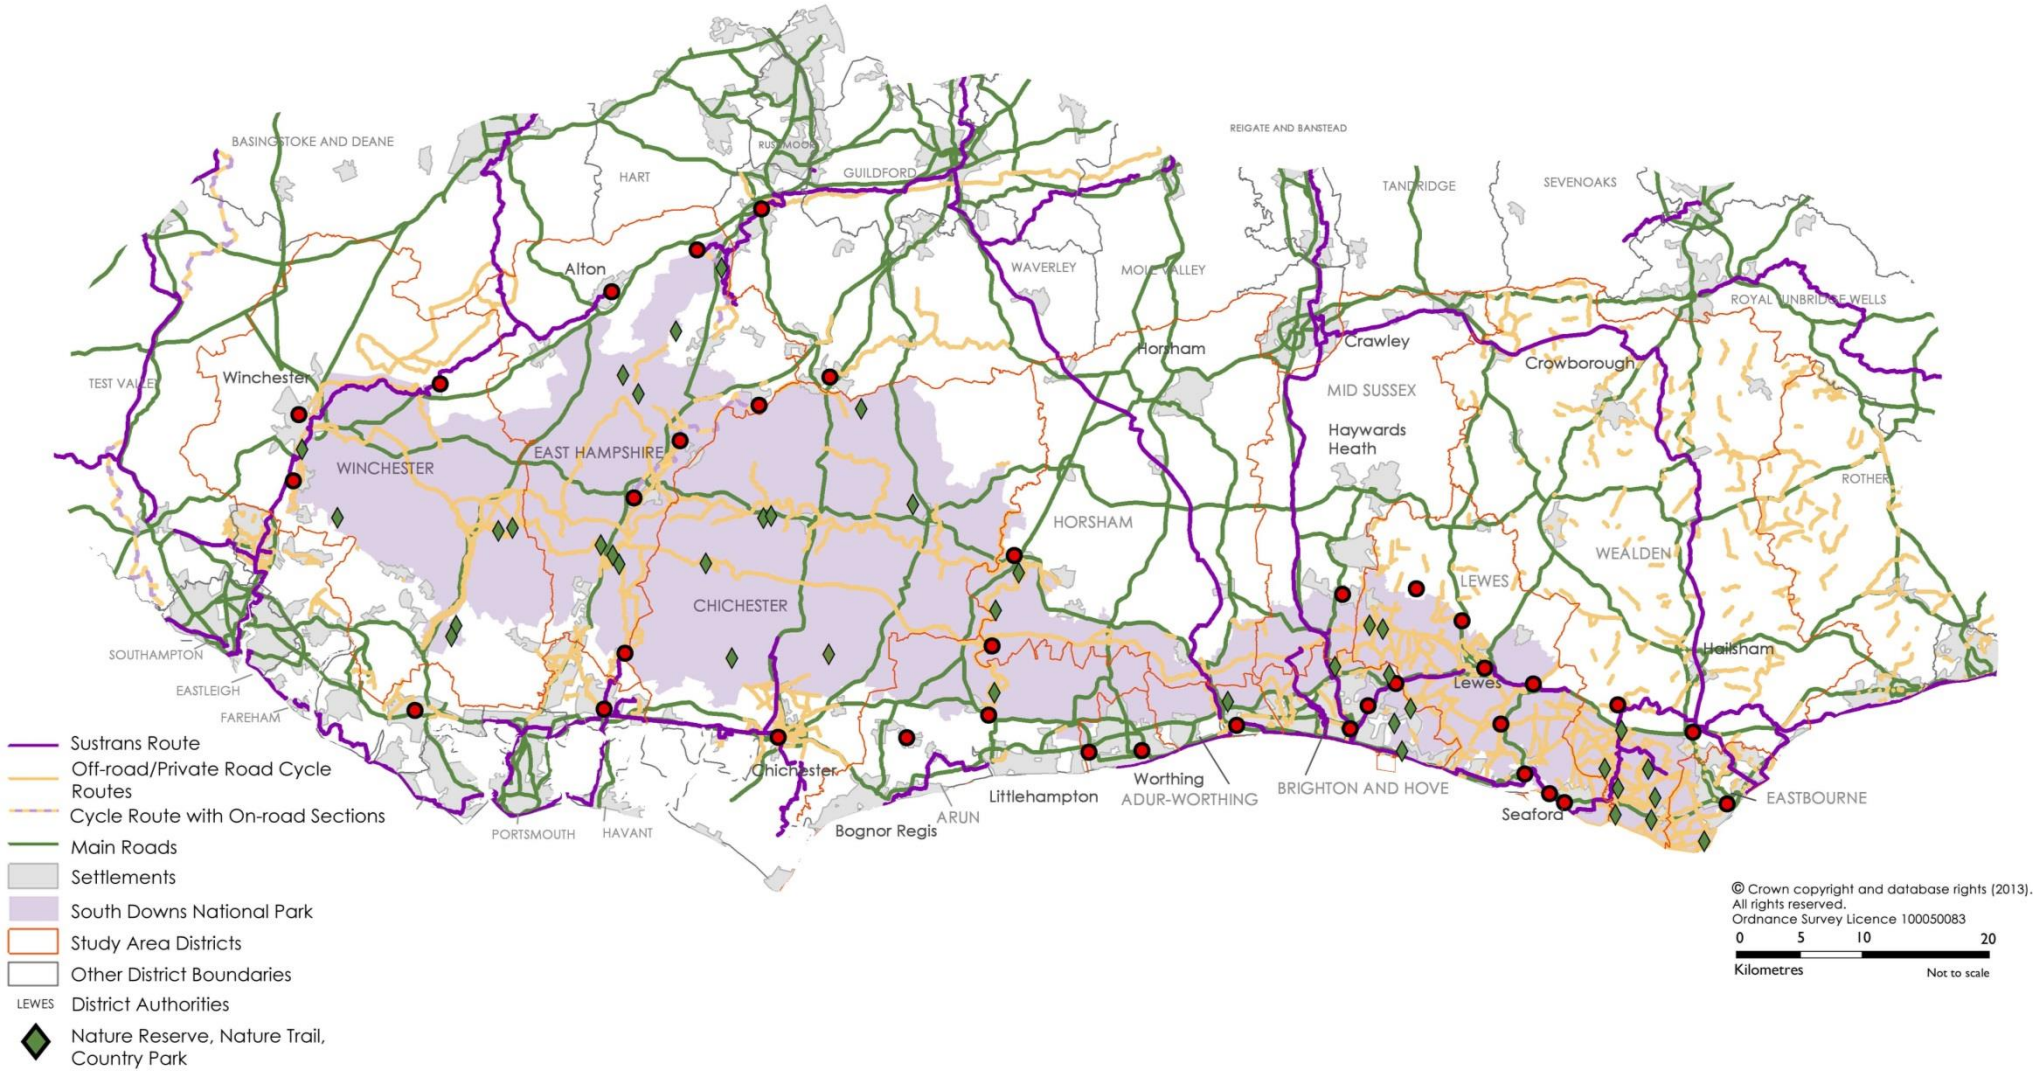 BASINGSTOKE AND DEANE
REIGATE AND BANSTEAD
RUSHMOOR
HART
GUILDFORD
TANDRIDGE
SEVENOAKS
Alton
WAVERLEY
MOLE VALLEY
ROYAL TUNBRIDGE WELLS
Horsham
Crawley
TEST VALLEY
Winchester
Crowborough
MID SUSSEX
Haywards
Heath
EAST HAMPSHIRE
WINCHESTER
ROTHER
HORSHAM
WEALDEN
LEWES
CHICHESTER
SOUTHAMPTON
Hailsham
EASTLEIGH
Lewes
FAREHAM
Chichester
Worthing
Littlehampton
ADUR-WORTHING
BRIGHTON AND HOVE
EASTBOURNE
Seaford
ARUN
Bognor Regis
PORTSMOUTH
HAVANT
Sustrans Route
Off-road/Private Road Cycle
Routes
Cycle Route with On-road Sections
Main Roads
Settlements
South Downs National Park
Study Area Districts
Other District Boundaries
LEWES District Authorities
Nature Reserve, Nature Trail,
Country Park
© Crown copyright and database rights (2013).
All rights reserved.
Ordnance Survey Licence 100050083
0 5 10 20
Kilometres Not to scale